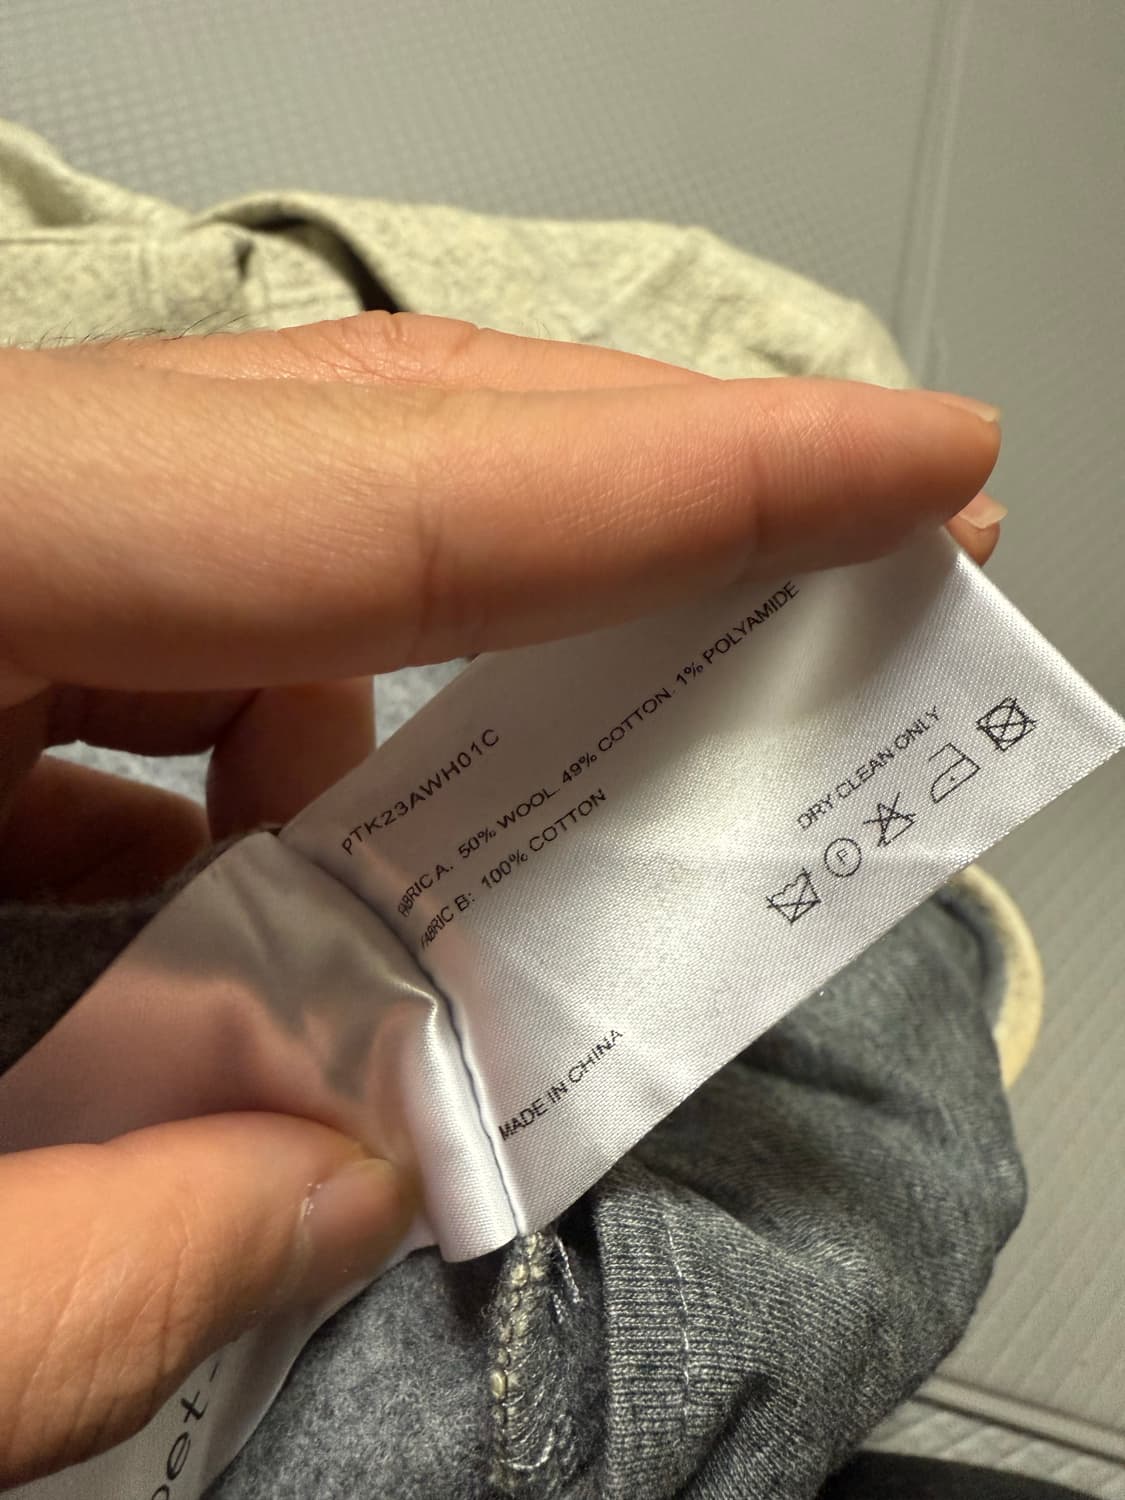 PTK23AWH01C
FABRIC A. 50% WOOL. 49% COTTON. 1% POLYAMIDE
FABRIC B: 100% COTTON
DRY CLEAN ONLY
F
MADE IN CHINA